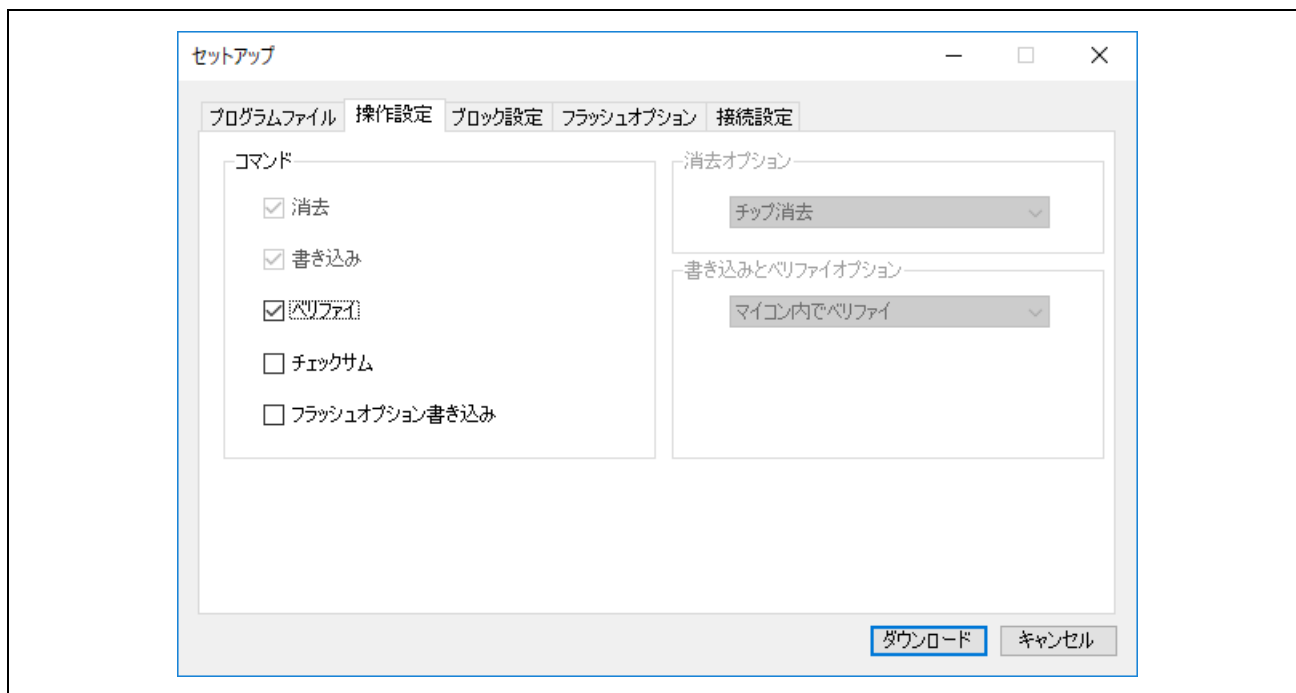 セットアップ
プログラムファイル 操作設定 ブロック設定 フラッシュオプション 接続設定
コマンド
消去
書き込み
ベリファイ
チェックサム
フラッシュオプション書き込み
消去オプション
チップ消去
書き込みとベリファイオプション
マイコン内でベリファイ
ダウンロード キャンセル